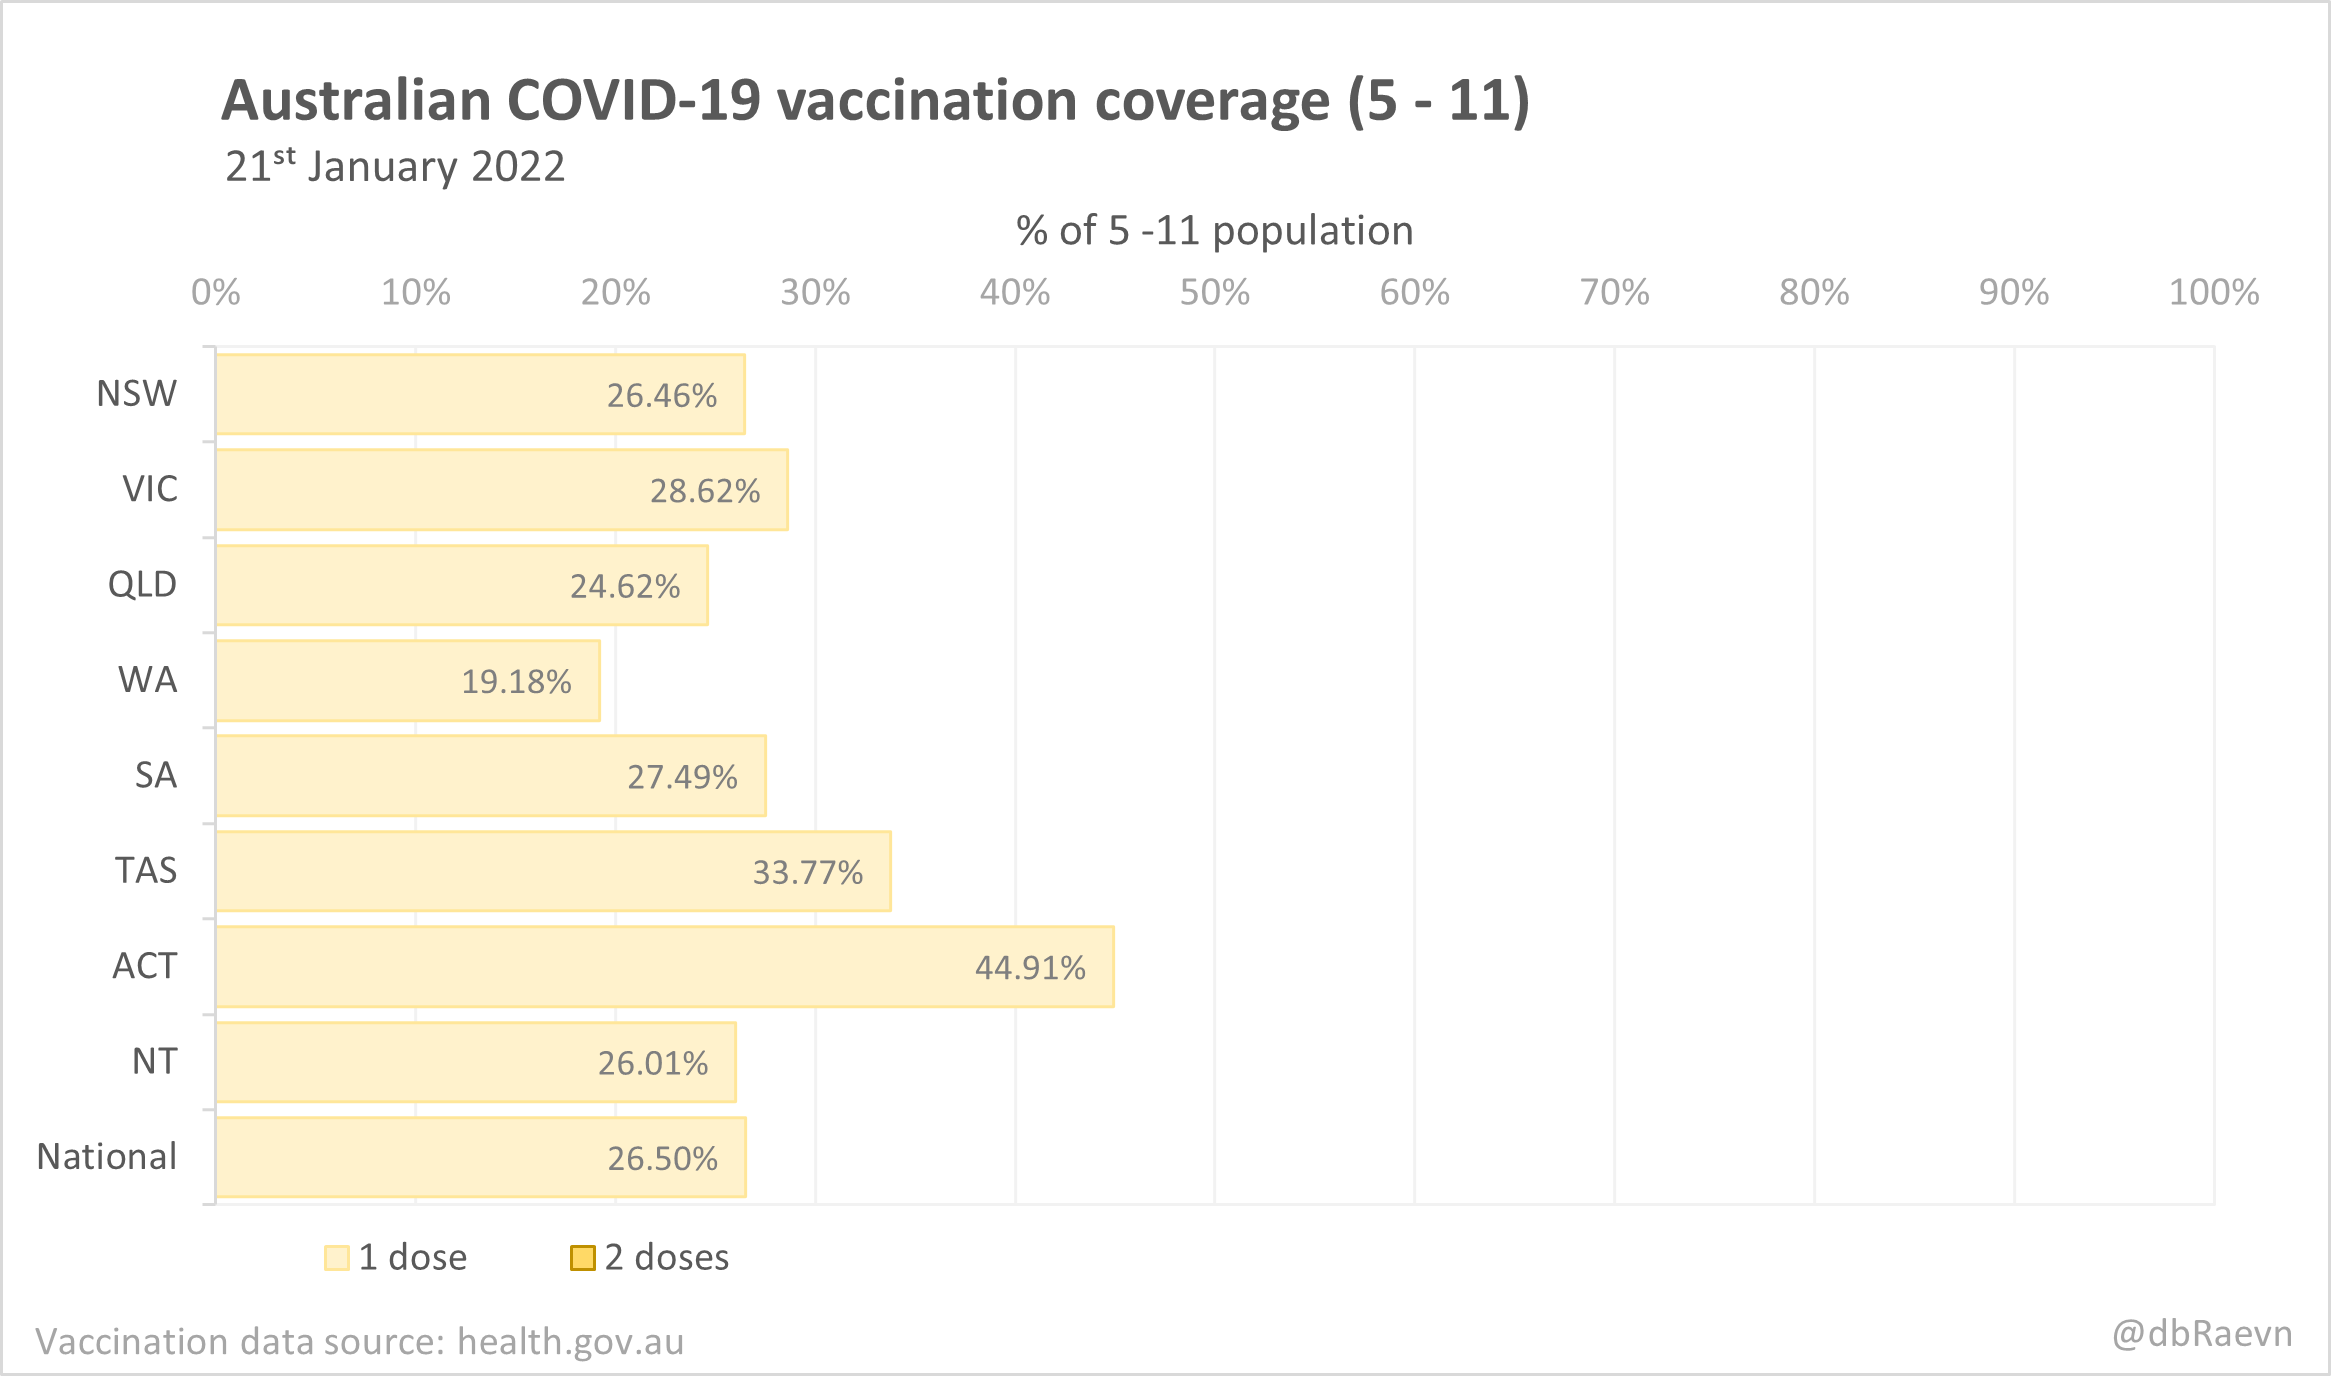 Australian COVID-19 vaccination coverage (5 - 11)
21st January 2022
% of 5 -11 population
0% 10% 20% 30% 40% 50% 60% 70% 80% 90% 100%
NSW 26.46%
VIC 28.62%
QLD 24.62%
WA 19.18%
SA 27.49%
TAS 33.77%
ACT 44.91%
NT 26.01%
National 26.50%
1 dose 2 doses
Vaccination data source: health.gov.au
@dbRaevn